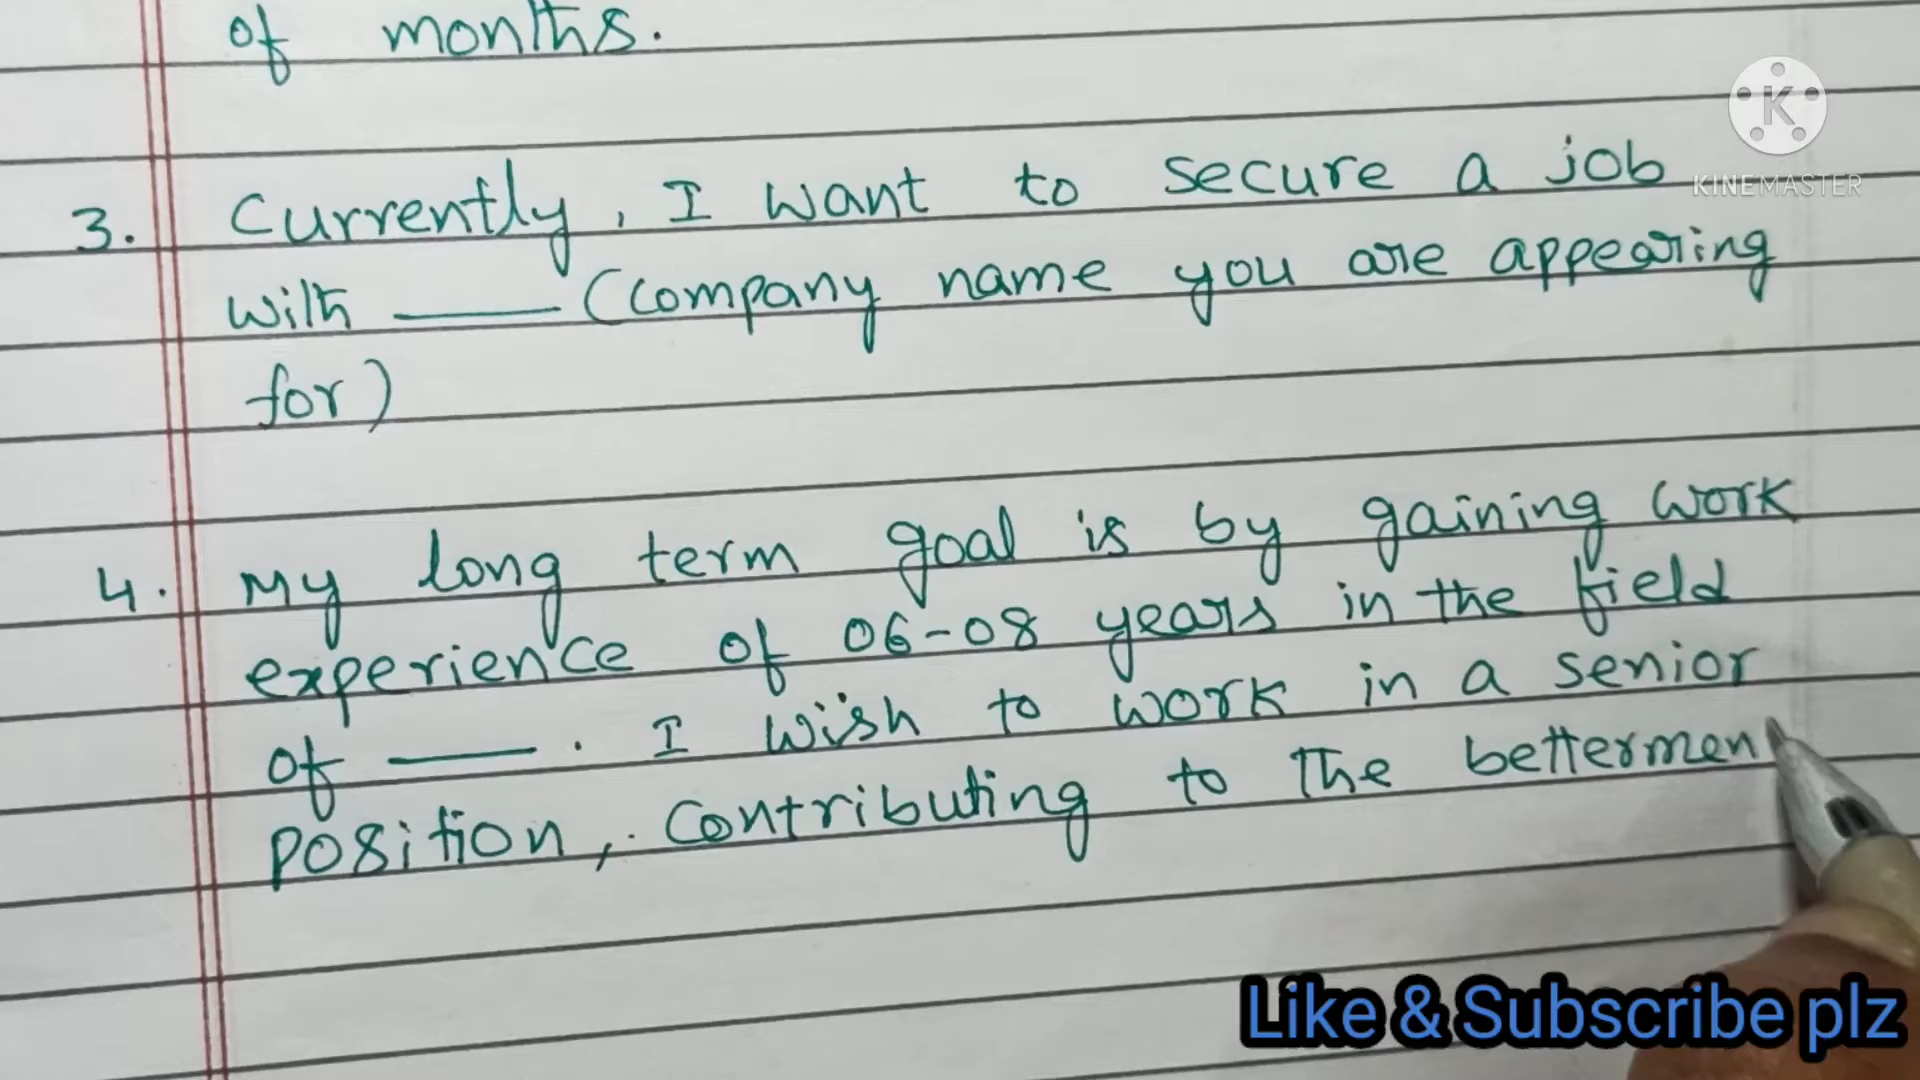 of months.
KINEMASTER
3. Currently, I want to secure a job
with ____ (Company name you are appearing
for)
4. My long term goal is by gaining work
experience of 06-08 years in the field
of ____. I wish to work in a senior
position, contributing to the bettermen
Like & Subscribe plz